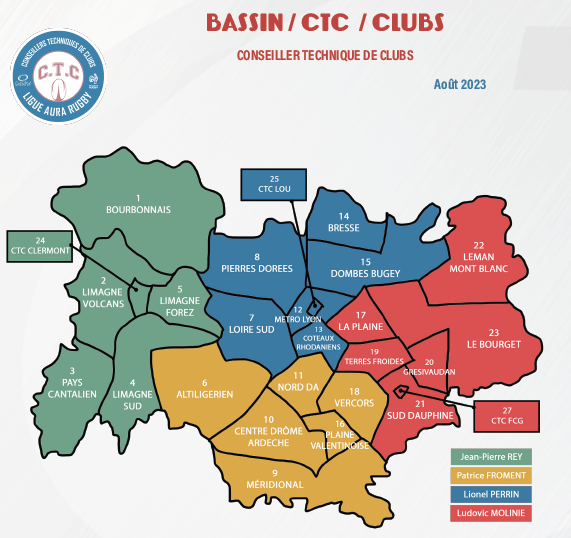 BASSIN / CTC / CLUBS
CONSEILLER TECHNIQUE DE CLUBS
Août 2023
CONSEILLERS TECHNIQUES DE CLUBS
C.T.C
LIGUE AURA RUGBY
1
BOURBONNAIS
25
CTC LOU
14
BRESSE
24
CTC CLERMONT
22
LEMAN
MONT BLANC
8
PIERRES DOREES
15
DOMBES BUGEY
2
LIMAGNE
VOLCANS
5
LIMAGNE
FOREZ
7
LOIRE SUD
12
METRO LYON
13
COTEAUX
RHODANIENS
17
LA PLAINE
23
LE BOURGET
19
TERRES FROIDES
20
GRESIVAUDAN
3
PAYS
CANTALIEN
4
LIMAGNE
SUD
6
ALTILIGERIEN
11
NORD DA
18
VERCORS
21
SUD DAUPHINE
27
CTC FCG
10
CENTRE DRÔME
ARDECHE
16
PLAINE
VALENTINOISE
9
MÉRIDIONAL
Jean-Pierre REY
Patrice FROMENT
Lionel PERRIN
Ludovic MOLINIE